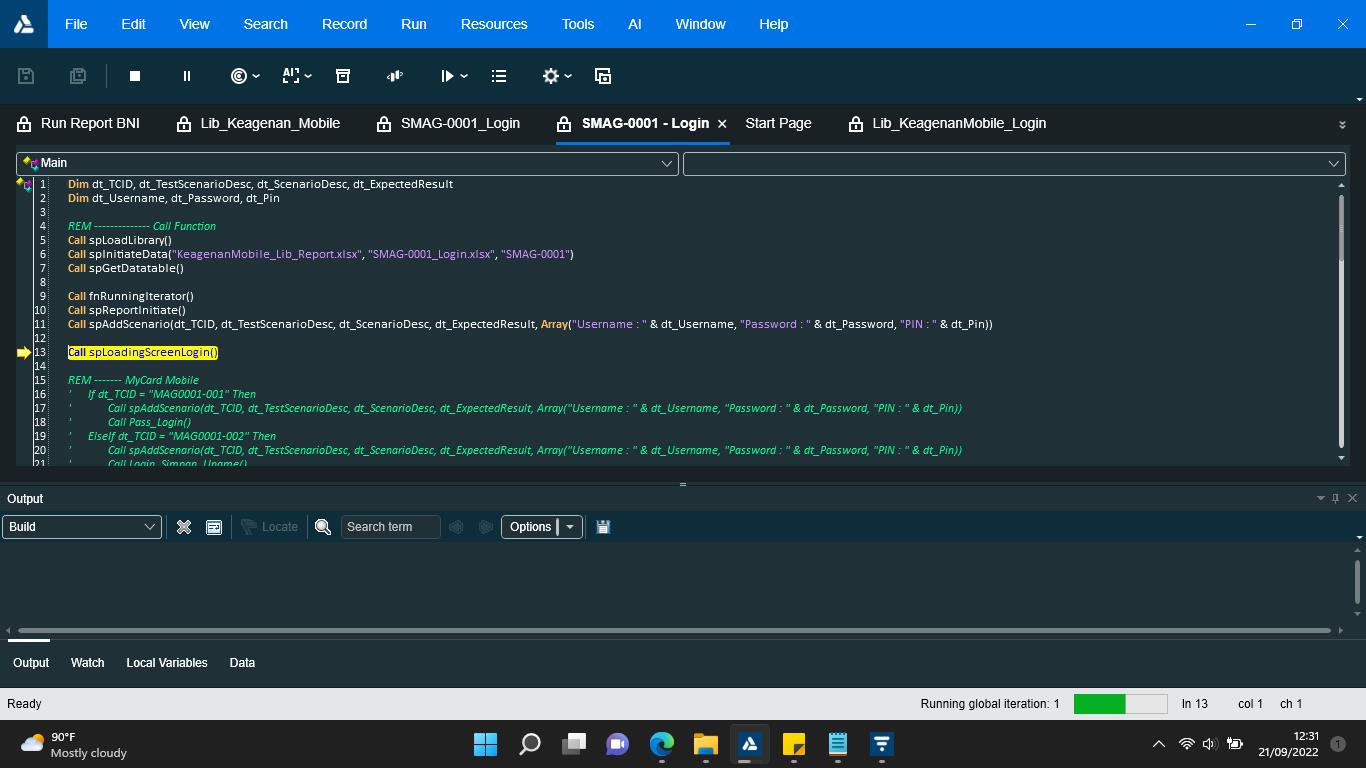 File Edit View Search Record Run Resources Tools AI Window Help
AI
Run Report BNI Lib_Keagenan_Mobile SMAG-0001_Login SMAG-0001 - Login × Start Page Lib_KeagenanMobile_Login
Main
1 Dim dt_TCID, dt_TestScenarioDesc, dt_ScenarioDesc, dt_ExpectedResult
2 Dim dt_Username, dt_Password, dt_Pin
3
4 REM -------------- Call Function
5 Call spLoadLibrary()
6 Call spInitiateData("KeagenanMobile_Lib_Report.xlsx", "SMAG-0001_Login.xlsx", "SMAG-0001")
7 Call spGetDatatable()
8
9 Call fnRunningIterator()
10 Call spReportInitiate()
11 Call spAddScenario(dt_TCID, dt_TestScenarioDesc, dt_ScenarioDesc, dt_ExpectedResult, Array("Username : " & dt_Username, "Password : " & dt_Password, "PIN : " & dt_Pin))
12
13 Call spLoadingScreenLogin()
14
15 REM ------- MyCard Mobile
16 ' If dt_TCID = "MAG0001-001" Then
17 ' Call spAddScenario(dt_TCID, dt_TestScenarioDesc, dt_ScenarioDesc, dt_ExpectedResult, Array("Username : " & dt_Username, "Password : " & dt_Password, "PIN : " & dt_Pin))
18 ' Call Pass_Login()
19 ' ElseIf dt_TCID = "MAG0001-002" Then
20 ' Call spAddScenario(dt_TCID, dt_TestScenarioDesc, dt_ScenarioDesc, dt_ExpectedResult, Array("Username : " & dt_Username, "Password : " & dt_Password, "PIN : " & dt_Pin))
21 ' Call Login_Simpan_Uname()
Output
Build Locate Search term Options
Output Watch Local Variables Data
Ready Running global iteration: 1 ln 13 col 1 ch 1
90°F
Mostly cloudy
12:31
21/09/2022
1